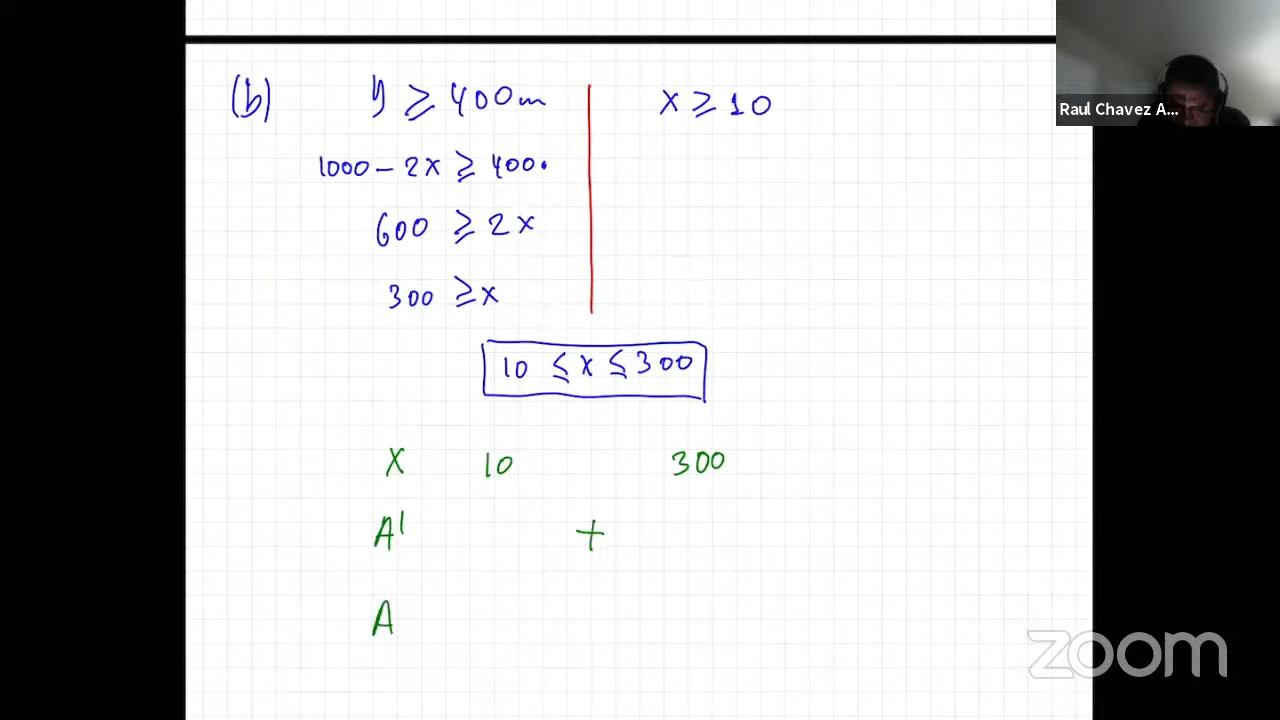 (b) y ≥ 400m x ≥ 10
1000 - 2x ≥ 400.
600 ≥ 2x
300 ≥ x
10 ≤ x ≤ 300
X 10 300
A' +
A
Raul Chavez A...
zoom